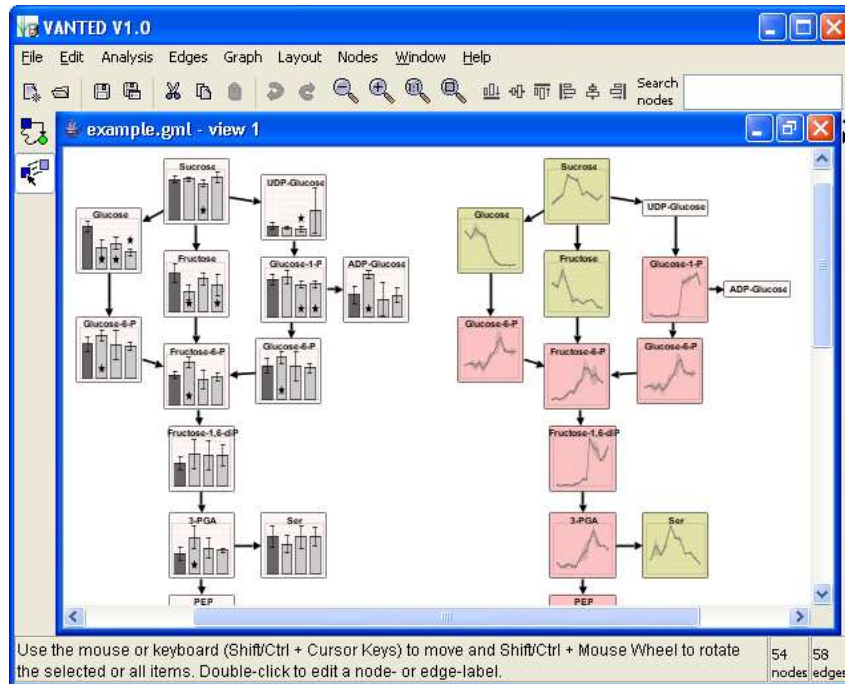 VANTED V1.0
File Edit Analysis Edges Graph Layout Nodes Window Help
Search
nodes
example.gml - view 1
Sucrose
UDP-Glucose
Glucose
Fructose
Glucose-1-P
ADP-Glucose
Glucose-6-P
Fructose-6-P
Glucose-6-P
Fructose-1,6-diP
3-PGA
Ser
PEP
Sucrose
UDP-Glucose
Glucose
Fructose
Glucose-1-P
ADP-Glucose
Glucose-6-P
Fructose-6-P
Glucose-6-P
Fructose-1,6-diP
3-PGA
Ser
PEP
Use the mouse or keyboard (Shift/Ctrl + Cursor Keys) to move and Shift/Ctrl + Mouse Wheel to rotate
the selected or all items. Double-click to edit a node- or edge-label.
54
nodes
58
edges